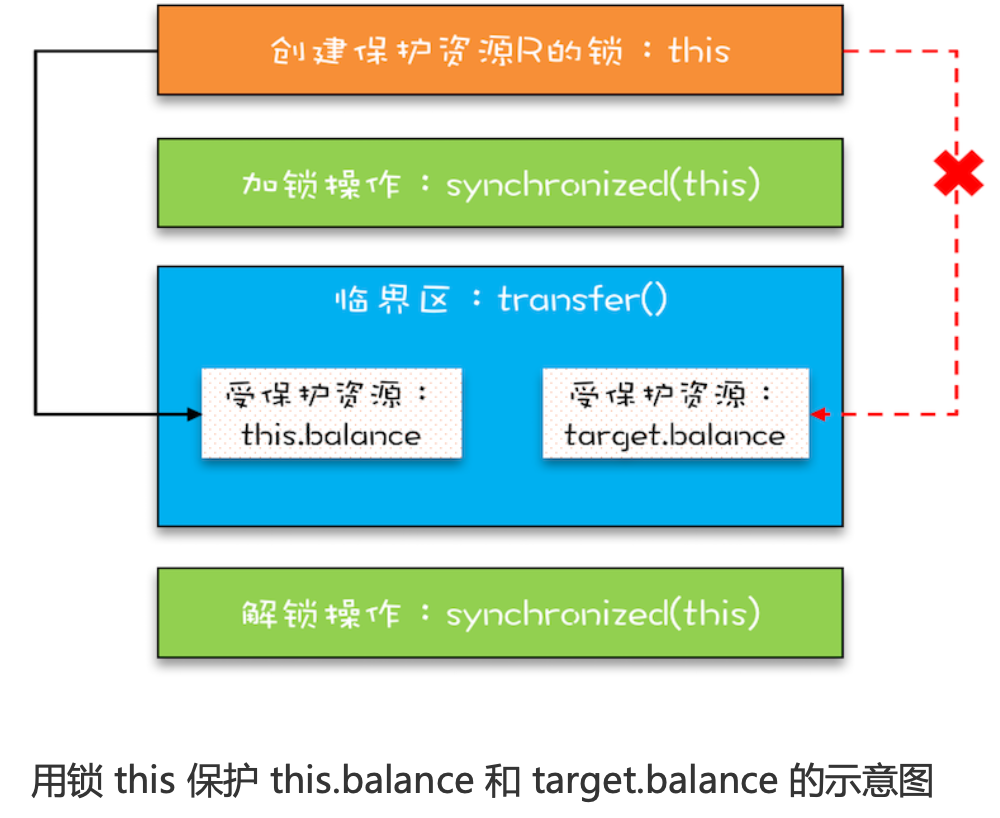 创建保护资源R的锁：this
加锁操作：synchronized(this)
临界区：transfer()
受保护资源：
this.balance
受保护资源：
target.balance
解锁操作：synchronized(this)
用锁 this 保护 this.balance 和 target.balance 的示意图